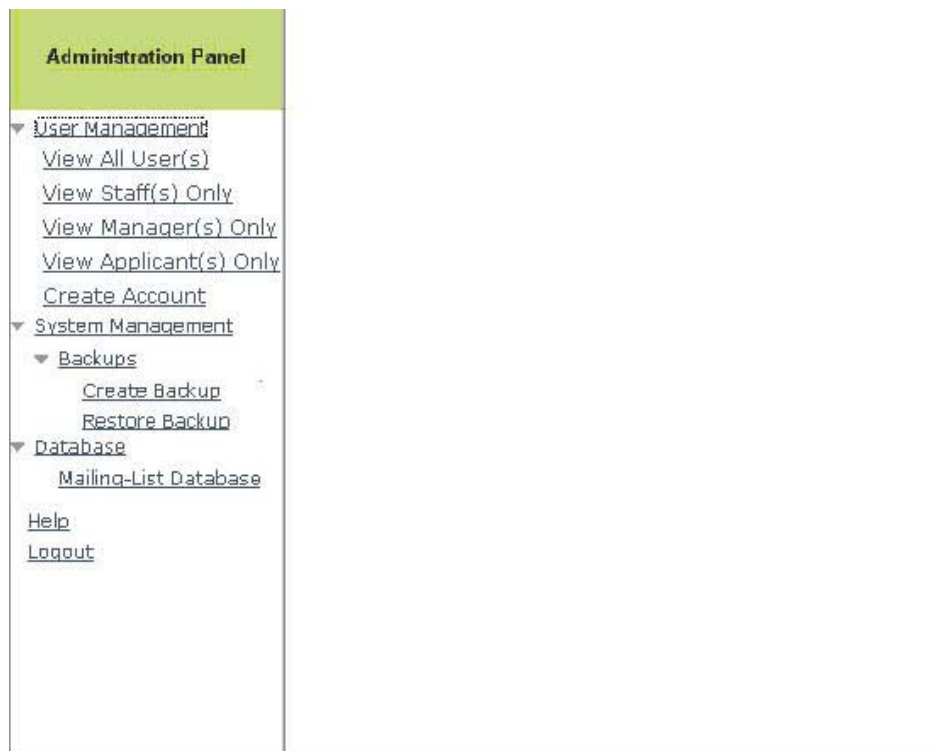 Administration Panel
User Management
View All User(s)
View Staff(s) Only
View Manager(s) Only
View Applicant(s) Only
Create Account
System Management
Backups
Create Backup
Restore Backup
Database
Mailing-List Database
Help
Logout